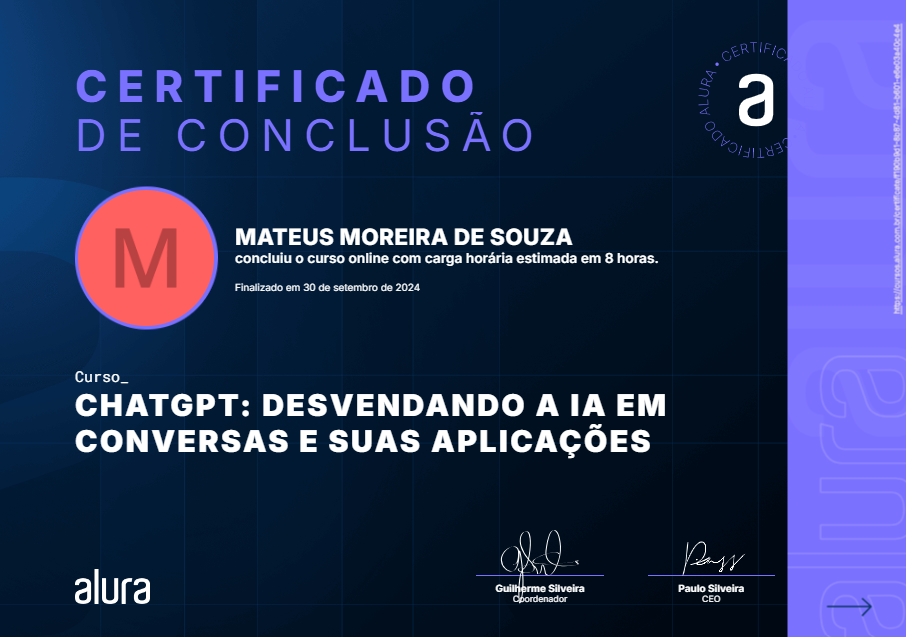 CERTIFICADO
DE CONCLUSÃO
CERTIFICADO ALURA • CERTIFIC
a
M
MATEUS MOREIRA DE SOUZA
concluiu o curso online com carga horária estimada em 8 horas.
Finalizado em 30 de setembro de 2024
Curso_
CHATGPT: DESVENDANDO A IA EM
CONVERSAS E SUAS APLICAÇÕES
alura
Guilherme Silveira
Coordenador
Paulo Silveira
CEO
alura